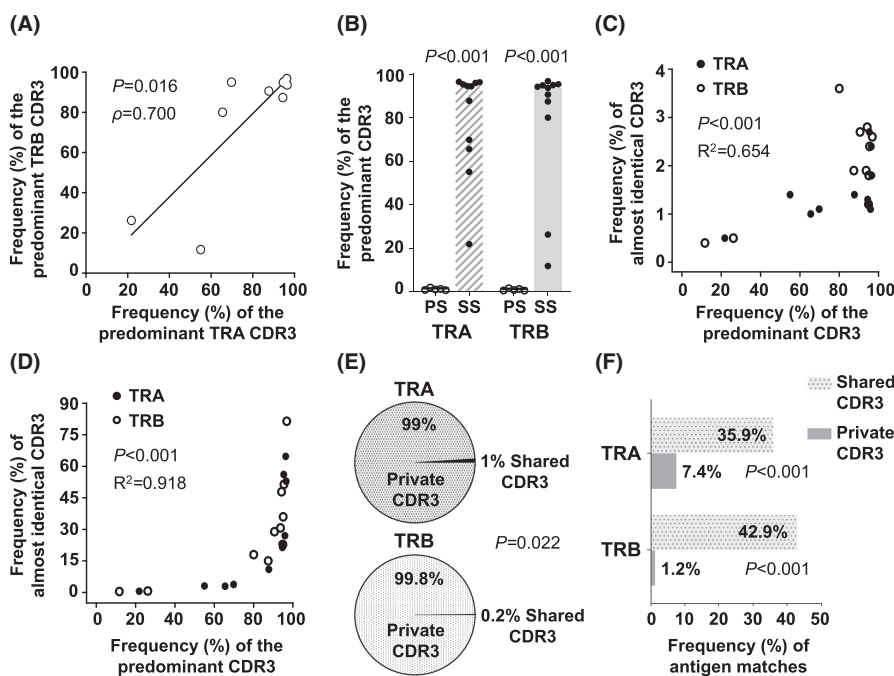 (A)
Frequency (%) of the
predominant TRB CDR3
100
80
60
40
20
0
P=0.016
ρ=0.700
0 20 40 60 80 100
Frequency (%) of the
predominant TRA CDR3
(B)
Frequency (%) of the
predominant CDR3
P<0.001 P<0.001
100
80
60
40
20
0
PS SS PS SS
TRA TRB
(C)
Frequency (%) of
almost identical CDR3
TRA
TRB
P<0.001
R²=0.654
4
3
2
1
0
0 20 40 60 80 100
Frequency (%) of the
predominant CDR3
(D)
Frequency (%) of
almost identical CDR3
TRA
TRB
P<0.001
R²=0.918
90
75
60
45
30
15
0
0 20 40 60 80 100
Frequency (%) of the
predominant CDR3
(E)
TRA
99%
Private
CDR3
1% Shared
CDR3
TRB
P=0.022
99.8%
Private
CDR3
0.2% Shared
CDR3
(F)
Shared
CDR3
Private
CDR3
TRA
35.9%
7.4% P<0.001
TRB
42.9%
1.2% P<0.001
0 10 20 30 40 50
Frequency (%) of
antigen matches